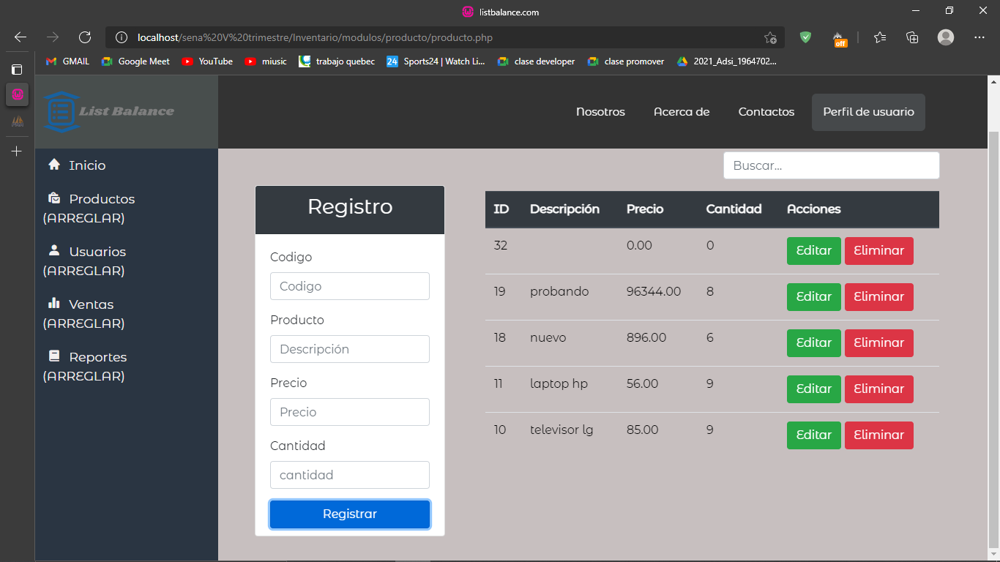 listbalance.com
localhost/sena%20V%20trimestre/Inventario/modulos/producto/producto.php
off
GMAIL
Google Meet
YouTube
miusic
trabajo quebec
24
Sports24 | Watch Li...
clase developer
clase promover
2021_Adsi_1964702...
List Balance
Nosotros
Acerca de
Contactos
Perfil de usuario
Inicio
Productos
(ARREGLAR)
Usuarios
(ARREGLAR)
Ventas
(ARREGLAR)
Reportes
(ARREGLAR)
Buscar...
Registro
Codigo
Codigo
Producto
Descripción
Precio
Precio
Cantidad
cantidad
Registrar
ID Descripción Precio Cantidad Acciones
32 0.00 0 Editar Eliminar
19 probando 96344.00 8 Editar Eliminar
18 nuevo 896.00 6 Editar Eliminar
11 laptop hp 56.00 9 Editar Eliminar
10 televisor lg 85.00 9 Editar Eliminar